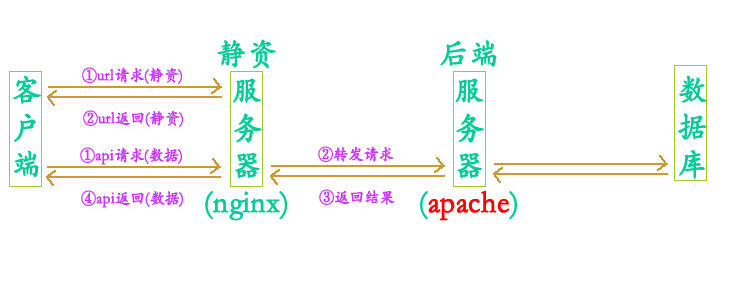 静资
后端
客户端
①url请求(静资)
②url返回(静资)
①api请求(数据)
④api返回(数据)
服务器
(nginx)
②转发请求
③返回结果
服务器
(apache)
数据库